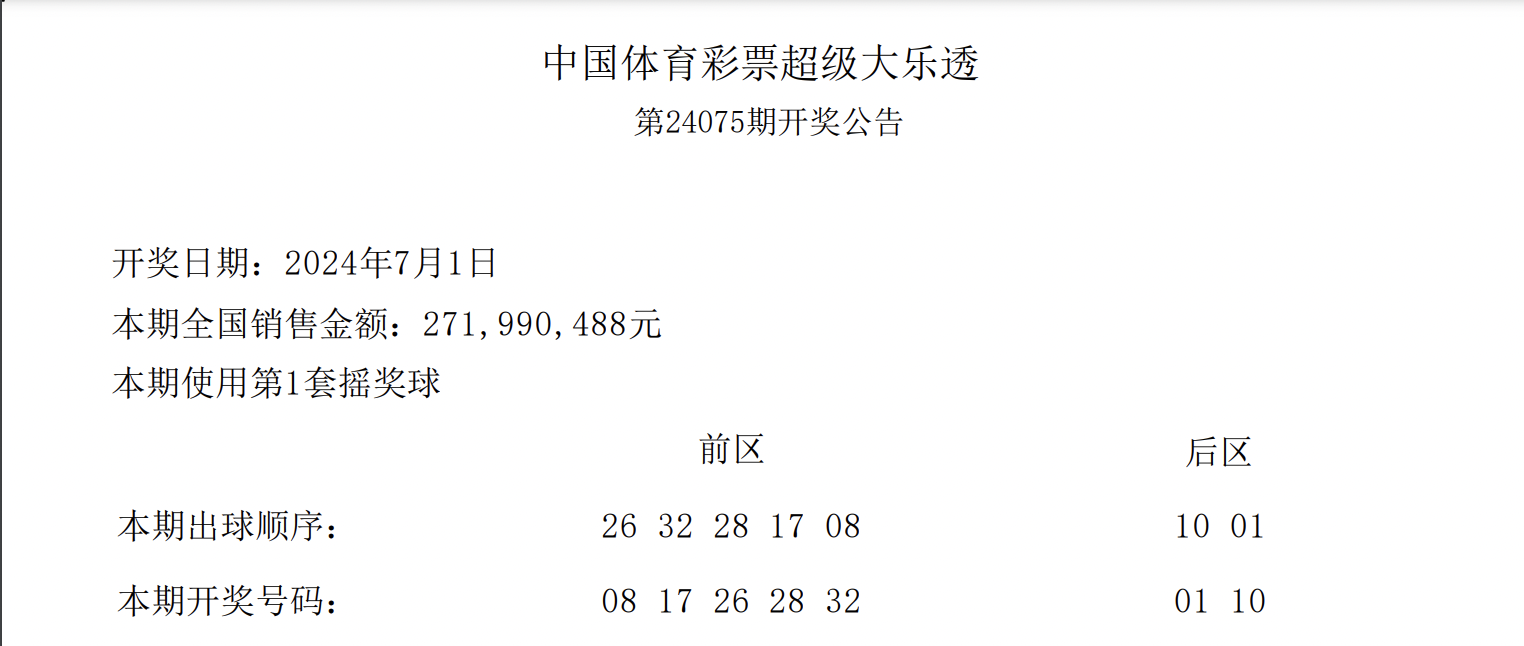 中国体育彩票超级大乐透
第24075期开奖公告
开奖日期：2024年7月1日
本期全国销售金额：271,990,488元
本期使用第1套摇奖球
前区 后区
本期出球顺序： 26 32 28 17 08 10 01
本期开奖号码： 08 17 26 28 32 01 10